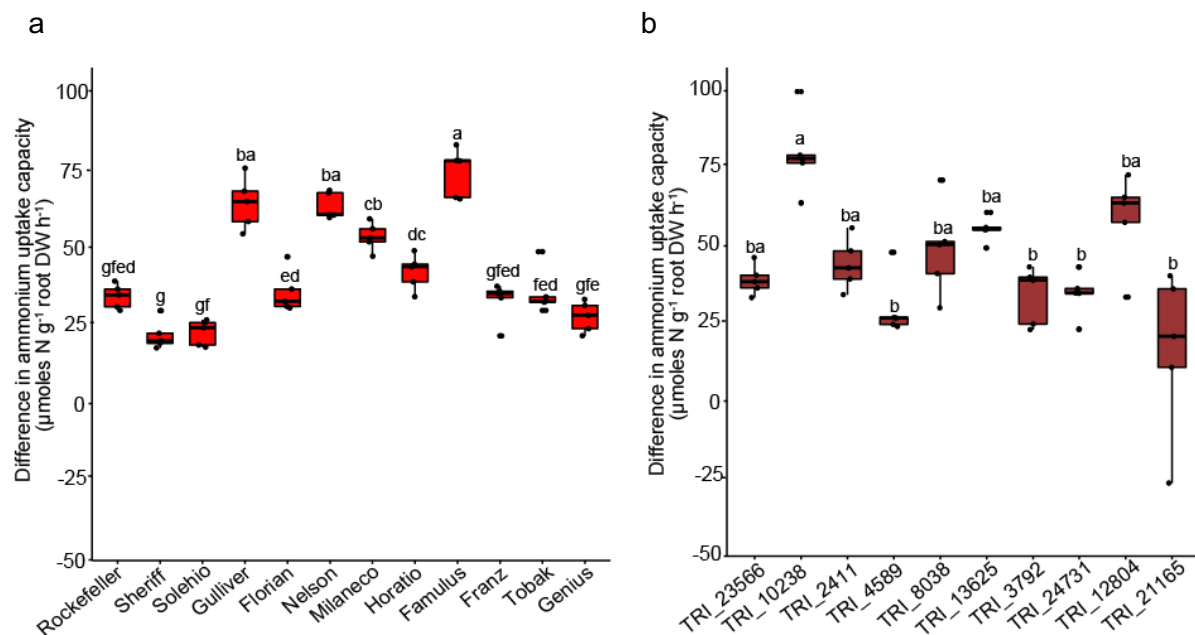 a
Difference in ammonium uptake capacity
(µmoles N g⁻¹ root DW h⁻¹)
100
75
50
25
0
-25
-50
gfed
g
gf
ba
ed
ba
cb
dc
a
gfed
fed
gfe
Rockefeller
Sheriff
Solehio
Gulliver
Florian
Nelson
Milaneco
Horatio
Famulus
Franz
Tobak
Genius
b
Difference in ammonium uptake capacity
(µmoles N g⁻¹ root DW h⁻¹)
100
75
50
25
0
-25
-50
ba
a
ba
b
ba
ba
b
b
ba
b
TRI_23566
TRI_10238
TRI_2411
TRI_4589
TRI_8038
TRI_13625
TRI_3792
TRI_24731
TRI_12804
TRI_21165